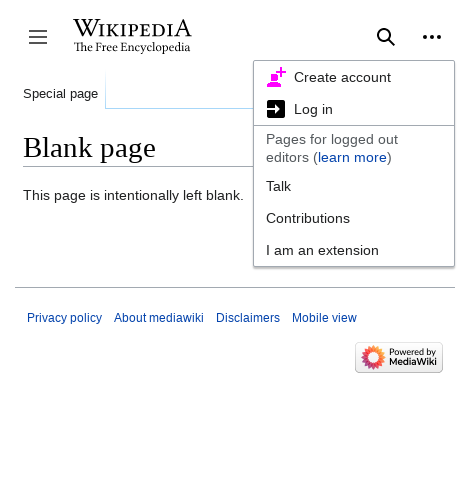 WIKIPEDIA
The Free Encyclopedia
Create account
Special page
Log in
Blank page
Pages for logged out
editors (learn more)
Talk
This page is intentionally left blank.
Contributions
I am an extension
Privacy policy About mediawiki Disclaimers Mobile view
Powered by
MediaWiki